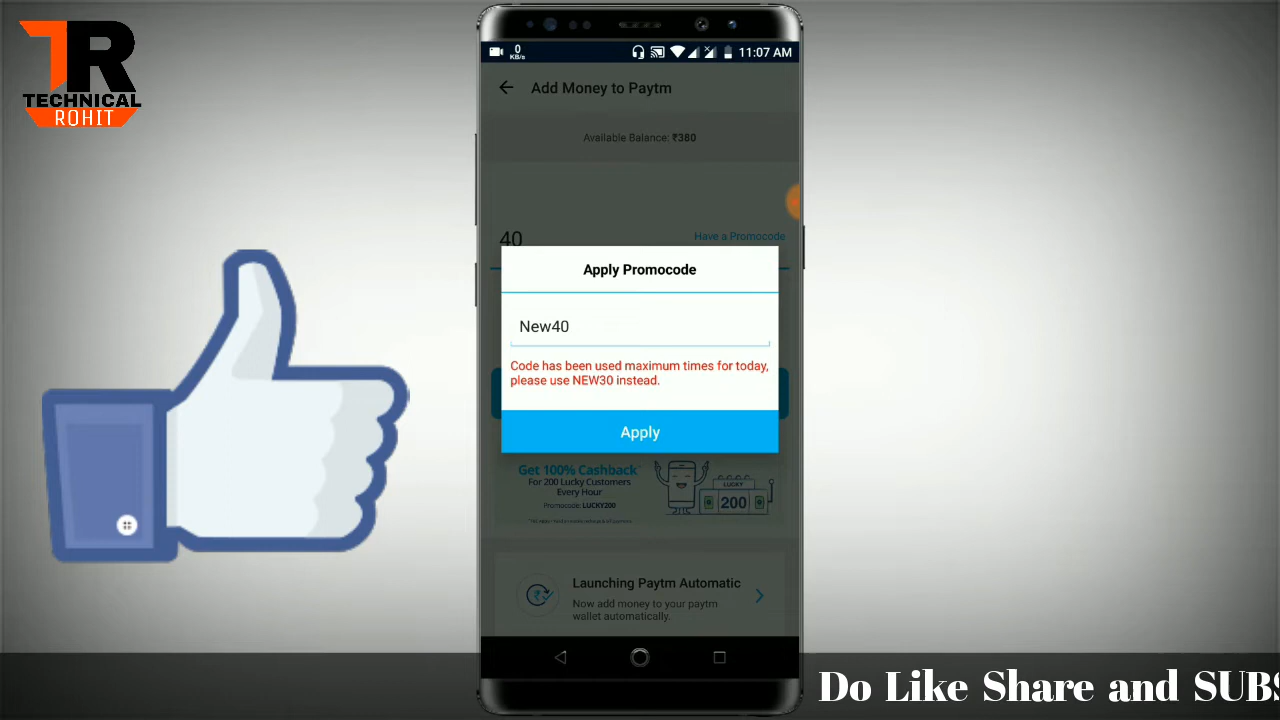 TR
TECHNICAL
ROHIT
0
KB/s
11:07 AM
Add Money to Paytm
Available Balance: ₹380
40
Have a Promocode
Apply Promocode
New40
Code has been used maximum times for today,
please use NEW30 instead.
Apply
Get 100% Cashback
For 200 Lucky Customers
Every Hour
Promocode: LUCKY200
LUCKY
200
Launching Paytm Automatic
Now add money to your paytm
wallet automatically.
Do Like Share and SUBS